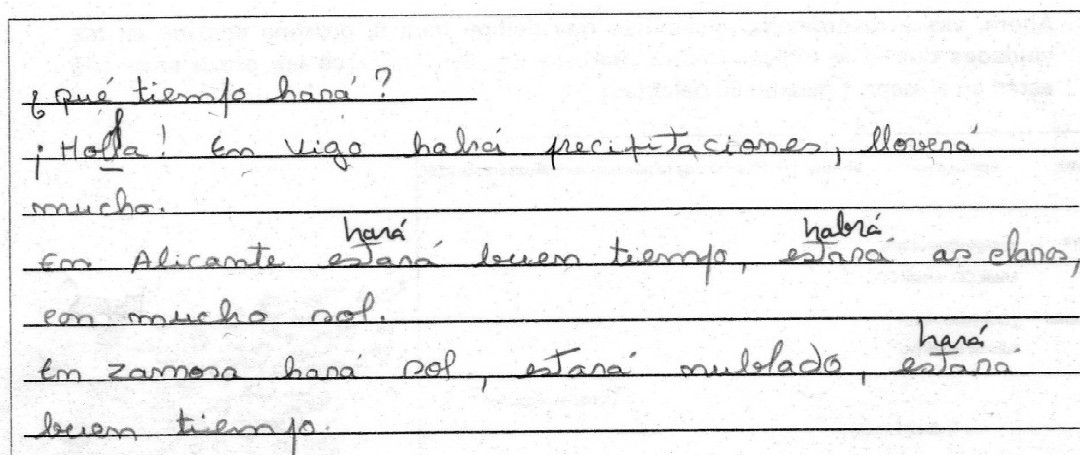 ¿Qué tiempo hará?
¡Hola! En Vigo habrá precipitaciones, lloverá
mucho.
hará habrá
En Alicante estará buen tiempo, estará as claros,
con mucho sol.
hará
En Zamora hará sol, estará nublado, estará
buen tiempo.